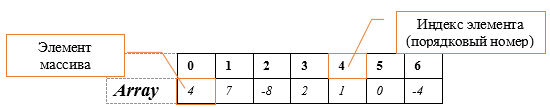 Элемент
массива
Индекс элемента
(порядковый номер)
0 1 2 3 4 5 6
Array 4 7 -8 2 1 0 -4